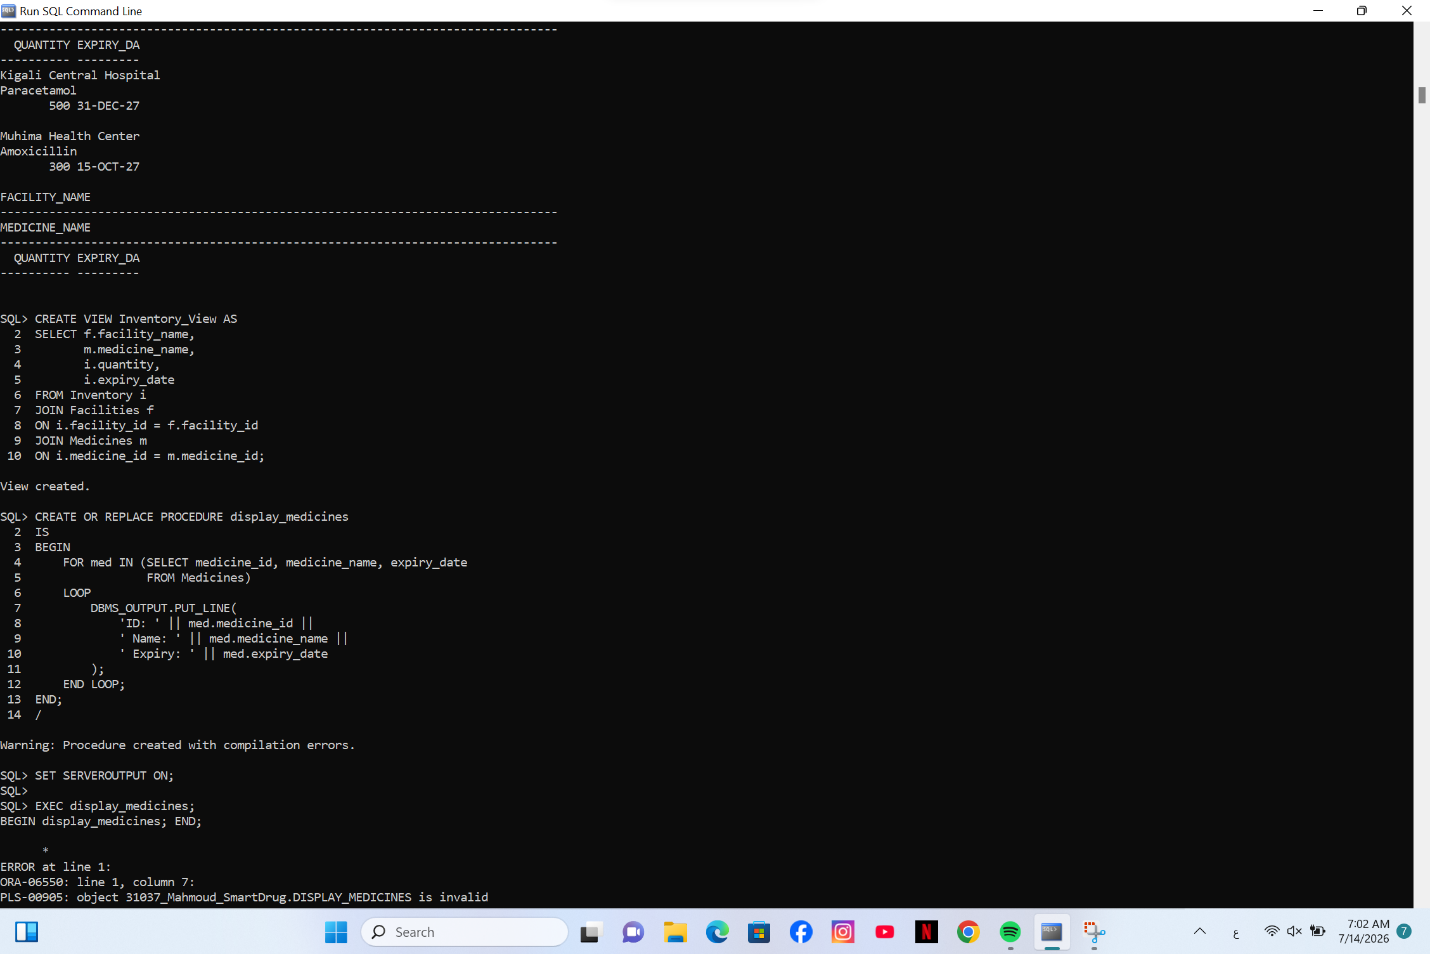 Run SQL Command Line
--------------------------------------------------------------------------------
  QUANTITY EXPIRY_DA
---------- ---------
Kigali Central Hospital
Paracetamol
       500 31-DEC-27
Muhima Health Center
Amoxicillin
       300 15-OCT-27
FACILITY_NAME
--------------------------------------------------------------------------------
MEDICINE_NAME
--------------------------------------------------------------------------------
  QUANTITY EXPIRY_DA
---------- ---------
SQL> CREATE VIEW Inventory_View AS
  2  SELECT f.facility_name,
  3         m.medicine_name,
  4         i.quantity,
  5         i.expiry_date
  6  FROM Inventory i
  7  JOIN Facilities f
  8  ON i.facility_id = f.facility_id
  9  JOIN Medicines m
 10  ON i.medicine_id = m.medicine_id;
View created.
SQL> CREATE OR REPLACE PROCEDURE display_medicines
  2  IS
  3  BEGIN
  4      FOR med IN (SELECT medicine_id, medicine_name, expiry_date
  5                  FROM Medicines)
  6      LOOP
  7          DBMS_OUTPUT.PUT_LINE(
  8              'ID: ' || med.medicine_id ||
  9              ' Name: ' || med.medicine_name ||
 10              ' Expiry: ' || med.expiry_date
 11          );
 12      END LOOP;
 13  END;
 14  /
Warning: Procedure created with compilation errors.
SQL> SET SERVEROUTPUT ON;
SQL>
SQL> EXEC display_medicines;
BEGIN display_medicines; END;
      *
ERROR at line 1:
ORA-06550: line 1, column 7:
PLS-00905: object 31037_Mahmoud_SmartDrug.DISPLAY_MEDICINES is invalid
Search
ع
7:02 AM
7/14/2026
7